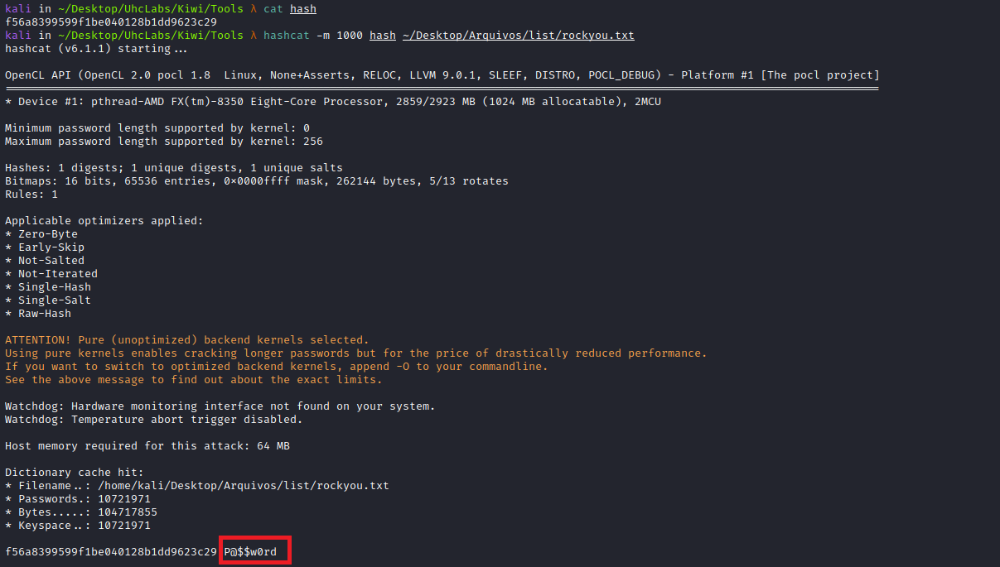 kali in ~/Desktop/UhcLabs/Kiwi/Tools λ cat hash
f56a8399599f1be040128b1dd9623c29
kali in ~/Desktop/UhcLabs/Kiwi/Tools λ hashcat -m 1000 hash ~/Desktop/Arquivos/list/rockyou.txt
hashcat (v6.1.1) starting...
OpenCL API (OpenCL 2.0 pocl 1.8  Linux, None+Asserts, RELOC, LLVM 9.0.1, SLEEF, DISTRO, POCL_DEBUG) - Platform #1 [The pocl project]
====================================================================================================================================
* Device #1: pthread-AMD FX(tm)-8350 Eight-Core Processor, 2859/2923 MB (1024 MB allocatable), 2MCU
Minimum password length supported by kernel: 0
Maximum password length supported by kernel: 256
Hashes: 1 digests; 1 unique digests, 1 unique salts
Bitmaps: 16 bits, 65536 entries, 0x0000ffff mask, 262144 bytes, 5/13 rotates
Rules: 1
Applicable optimizers applied:
* Zero-Byte
* Early-Skip
* Not-Salted
* Not-Iterated
* Single-Hash
* Single-Salt
* Raw-Hash
ATTENTION! Pure (unoptimized) backend kernels selected.
Using pure kernels enables cracking longer passwords but for the price of drastically reduced performance.
If you want to switch to optimized backend kernels, append -O to your commandline.
See the above message to find out about the exact limits.
Watchdog: Hardware monitoring interface not found on your system.
Watchdog: Temperature abort trigger disabled.
Host memory required for this attack: 64 MB
Dictionary cache hit:
* Filename..: /home/kali/Desktop/Arquivos/list/rockyou.txt
* Passwords.: 10721971
* Bytes.....: 104717855
* Keyspace..: 10721971
f56a8399599f1be040128b1dd9623c29 P@$$w0rd